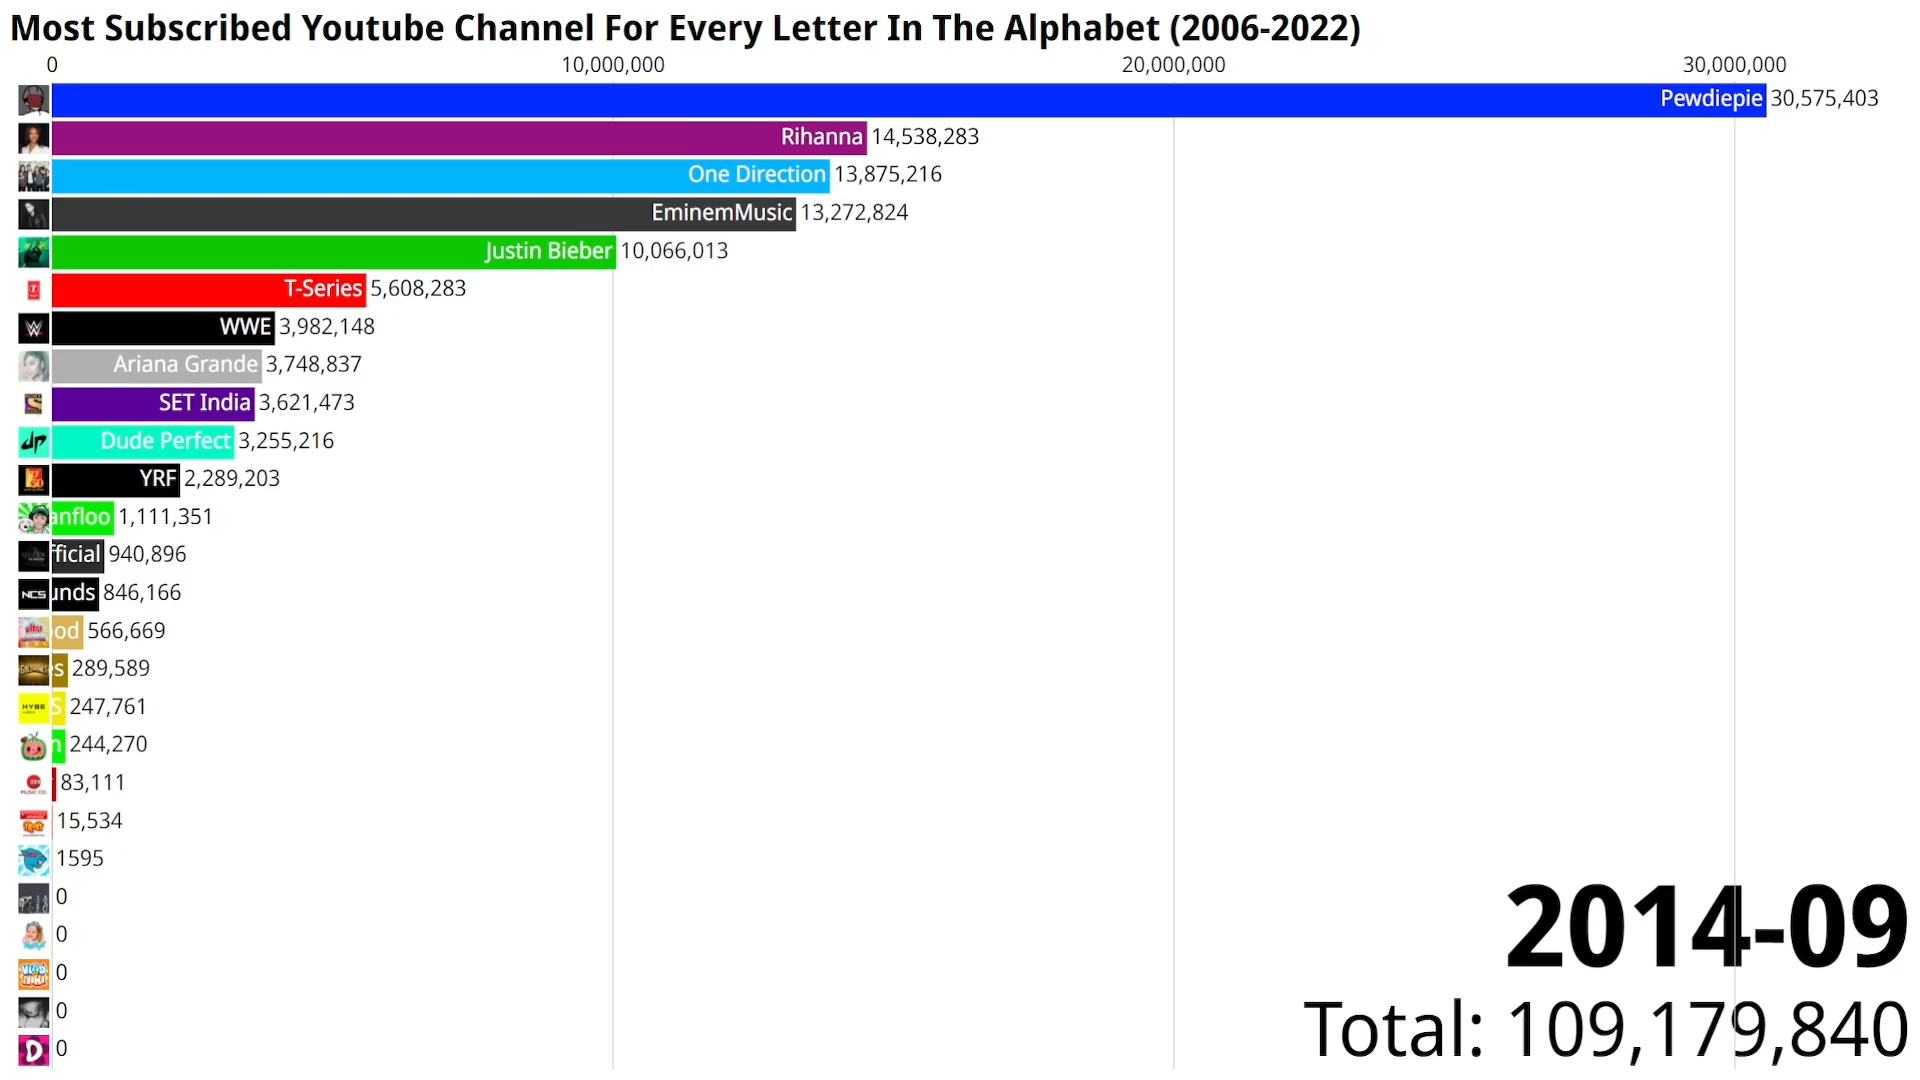 Most Subscribed Youtube Channel For Every Letter In The Alphabet (2006-2022)
0 10,000,000 20,000,000 30,000,000
Pewdiepie 30,575,403
Rihanna 14,538,283
One Direction 13,875,216
EminemMusic 13,272,824
Justin Bieber 10,066,013
T-Series 5,608,283
W WWE 3,982,148
Ariana Grande 3,748,837
SET India 3,621,473
dp Dude Perfect 3,255,216
YRF 2,289,203
anfloo 1,111,351
fficial 940,896
NCS unds 846,166
od 566,669
s 289,589
HYBE S 247,761
n 244,270
83,111
15,534
1595
0
0
0
0
D 0
2014-09
Total: 109,179,840